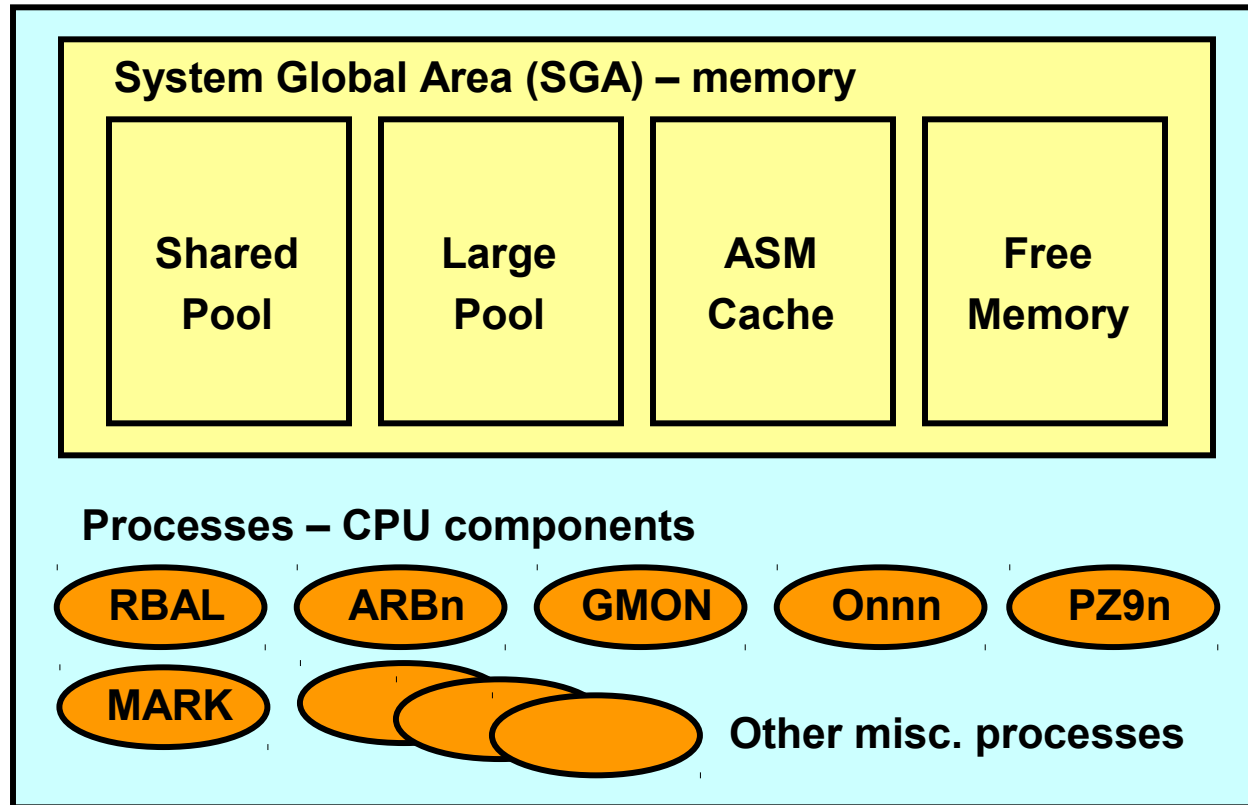 System Global Area (SGA) – memory
Shared
Pool
Large
Pool
ASM
Cache
Free
Memory
Processes – CPU components
RBAL
ARBn
GMON
Onnn
PZ9n
MARK
Other misc. processes